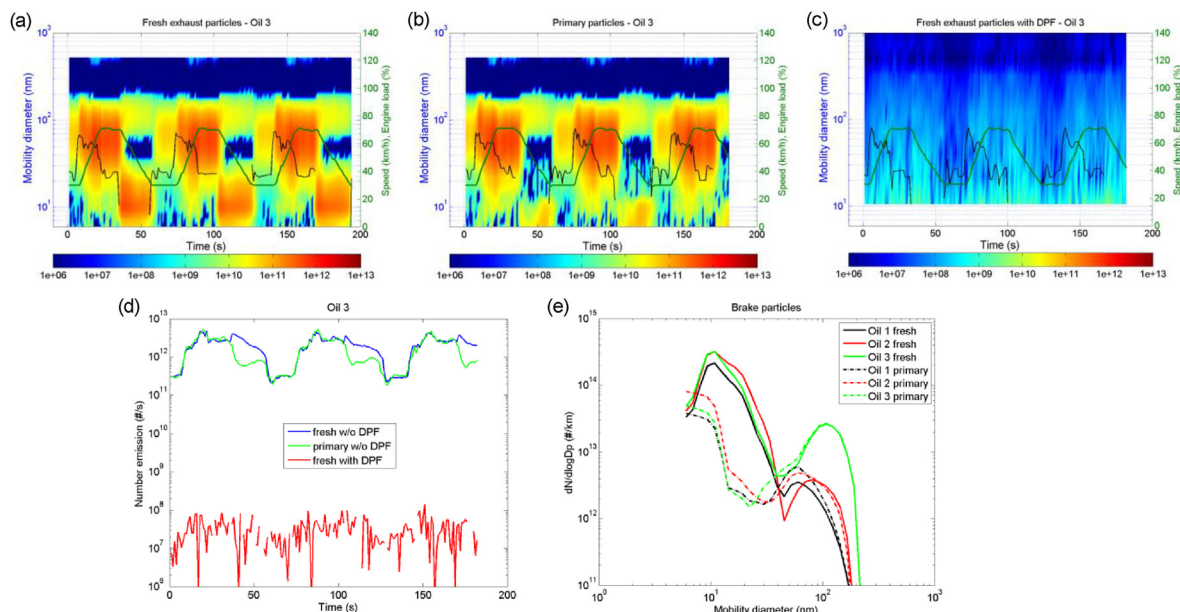 (a)
Fresh exhaust particles - Oil 3
10³
10²
10¹
Mobility diameter (nm)
140
120
100
80
60
40
20
0
Speed (km/h), Engine load (%)
0 50 100 150 200
Time (s)
1e+06 1e+07 1e+08 1e+09 1e+10 1e+11 1e+12 1e+13
(b)
Primary particles - Oil 3
10³
10²
10¹
Mobility diameter (nm)
140
120
100
80
60
40
20
0
Speed (km/h), Engine load (%)
0 50 100 150 200
Time (s)
1e+06 1e+07 1e+08 1e+09 1e+10 1e+11 1e+12 1e+13
(c)
Fresh exhaust particles with DPF - Oil 3
10³
10²
10¹
Mobility diameter (nm)
140
120
100
80
60
40
20
0
Speed (km/h), Engine load (%)
0 50 100 150 200
Time (s)
1e+06 1e+07 1e+08 1e+09 1e+10 1e+11 1e+12 1e+13
(d)
Oil 3
10¹³
10¹²
10¹¹
10¹⁰
10⁹
10⁸
10⁷
10⁶
Number emission (#/s)
fresh w/o DPF
primary w/o DPF
fresh with DPF
0 50 100 150 200
Time (s)
(e)
Brake particles
10¹⁵
10¹⁴
10¹³
10¹²
10¹¹
dN/dlogDp (#/km)
Oil 1 fresh
Oil 2 fresh
Oil 3 fresh
Oil 1 primary
Oil 2 primary
Oil 3 primary
10⁰ 10¹ 10² 10³
Mobility diameter (nm)